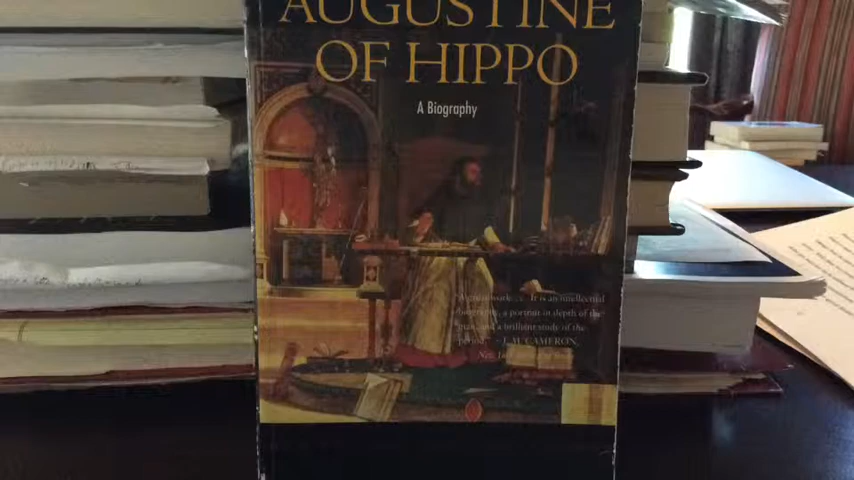 AUGUSTINE
OF HIPPO
A Biography
"A great work . . . It is an intellectual
biography, a portrait in depth of the
man, and a brilliant study of the
period." —J. M. CAMERON,